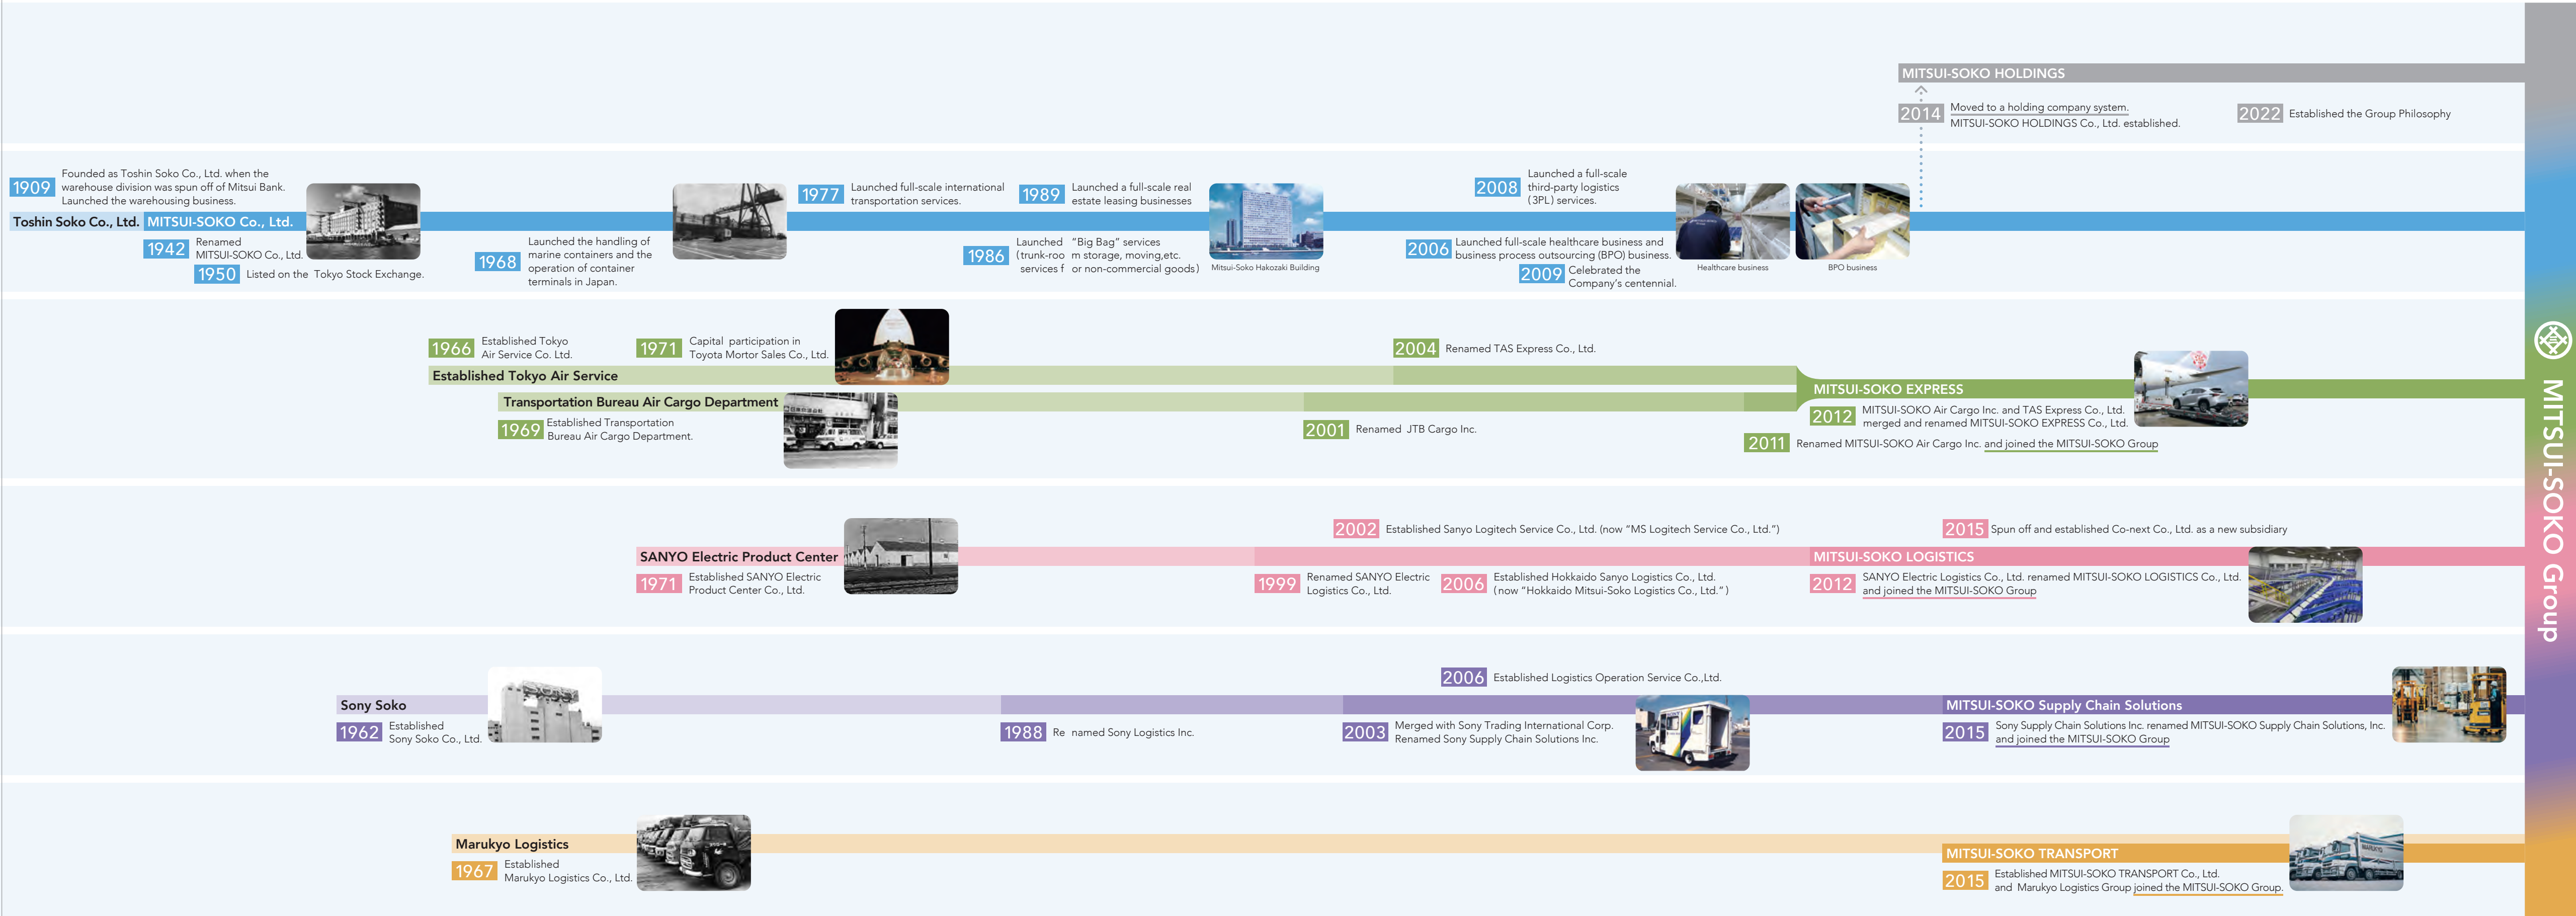 MITSUI-SOKO HOLDINGS
2014
Moved to a holding company system.
MITSUI-SOKO HOLDINGS Co., Ltd. established.
2022
Established the Group Philosophy
1909
Founded as Toshin Soko Co., Ltd. when the
warehouse division was spun off of Mitsui Bank.
Launched the warehousing business.
Toshin Soko Co., Ltd.
MITSUI-SOKO Co., Ltd.
1942
Renamed
MITSUI-SOKO Co., Ltd.
1950
Listed on the Tokyo Stock Exchange.
1968
Launched the handling of
marine containers and the
operation of container
terminals in Japan.
1977
Launched full-scale international
transportation services.
1989
Launched a full-scale real
estate leasing businesses
1986
Launched “Big Bag” services
(trunk-roo m storage, moving,etc.
services f or non-commercial goods)
Mitsui-Soko Hakozaki Building
2008
Launched a full-scale
third-party logistics
(3PL) services.
2006
Launched full-scale healthcare business and
business process outsourcing (BPO) business.
2009
Celebrated the
Company’s centennial.
Healthcare business
BPO business
1966
Established Tokyo
Air Service Co. Ltd.
1971
Capital participation in
Toyota Mortor Sales Co., Ltd.
2004
Renamed TAS Express Co., Ltd.
Established Tokyo Air Service
Transportation Bureau Air Cargo Department
1969
Established Transportation
Bureau Air Cargo Department.
2001
Renamed JTB Cargo Inc.
MITSUI-SOKO EXPRESS
2012
MITSUI-SOKO Air Cargo Inc. and TAS Express Co., Ltd.
merged and renamed MITSUI-SOKO EXPRESS Co., Ltd.
2011
Renamed MITSUI-SOKO Air Cargo Inc. and joined the MITSUI-SOKO Group
2002
Established Sanyo Logitech Service Co., Ltd. (now “MS Logitech Service Co., Ltd.”)
2015
Spun off and established Co-next Co., Ltd. as a new subsidiary
SANYO Electric Product Center
MITSUI-SOKO LOGISTICS
1971
Established SANYO Electric
Product Center Co., Ltd.
1999
Renamed SANYO Electric
Logistics Co., Ltd.
2006
Established Hokkaido Sanyo Logistics Co., Ltd.
(now “Hokkaido Mitsui-Soko Logistics Co., Ltd.”)
2012
SANYO Electric Logistics Co., Ltd. renamed MITSUI-SOKO LOGISTICS Co., Ltd.
and joined the MITSUI-SOKO Group
2006
Established Logistics Operation Service Co.,Ltd.
Sony Soko
MITSUI-SOKO Supply Chain Solutions
1962
Established
Sony Soko Co., Ltd.
1988
Re named Sony Logistics Inc.
2003
Merged with Sony Trading International Corp.
Renamed Sony Supply Chain Solutions Inc.
2015
Sony Supply Chain Solutions Inc. renamed MITSUI-SOKO Supply Chain Solutions, Inc.
and joined the MITSUI-SOKO Group
Marukyo Logistics
MITSUI-SOKO TRANSPORT
1967
Established
Marukyo Logistics Co., Ltd.
2015
Established MITSUI-SOKO TRANSPORT Co., Ltd.
and Marukyo Logistics Group joined the MITSUI-SOKO Group.
MARUKYO
MITSUI-SOKO Group